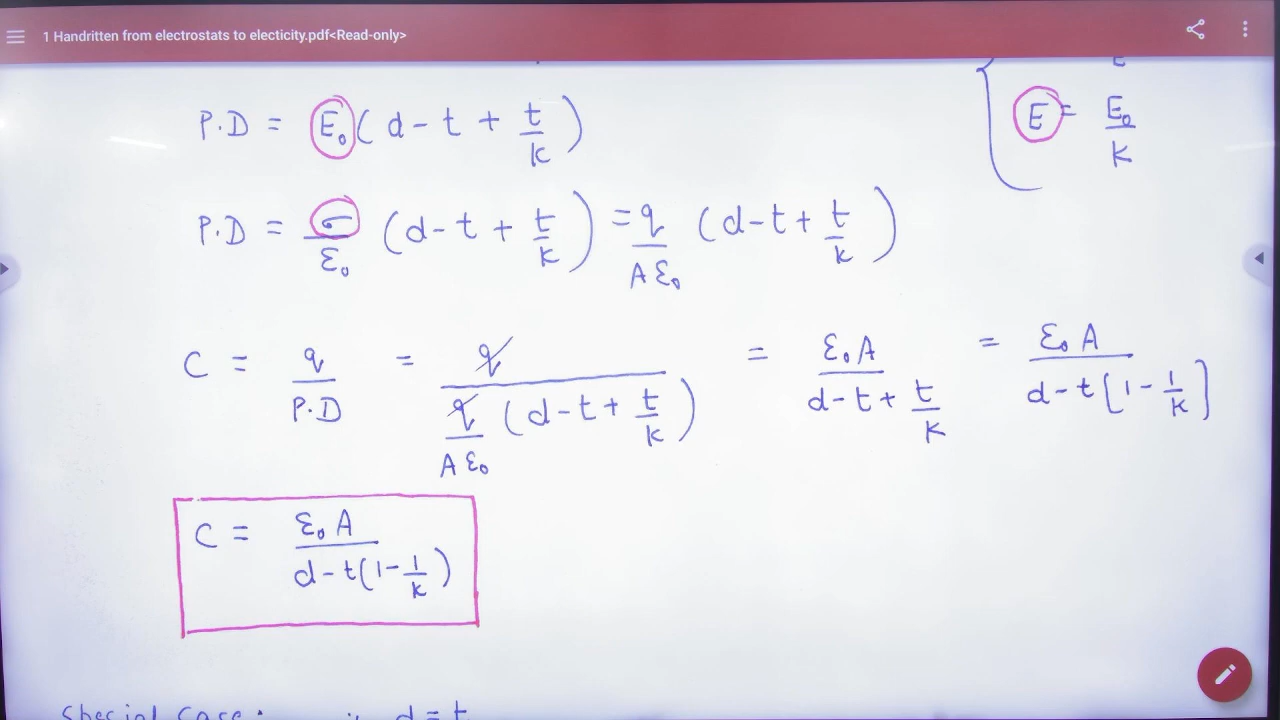 1 Handritten from electrostats to electicity.pdf<Read-only>
P.D = E₀ ( d - t + t/k )
E = E₀/k
P.D = σ/ε₀ ( d - t + t/k ) = q/Aε₀ ( d - t + t/k )
C = q/P.D = q / q/Aε₀ ( d - t + t/k ) = ε₀A / d - t + t/k = ε₀A / d - t [ 1 - 1/k ]
C = ε₀A / d - t ( 1 - 1/k )
Special Case : d = t